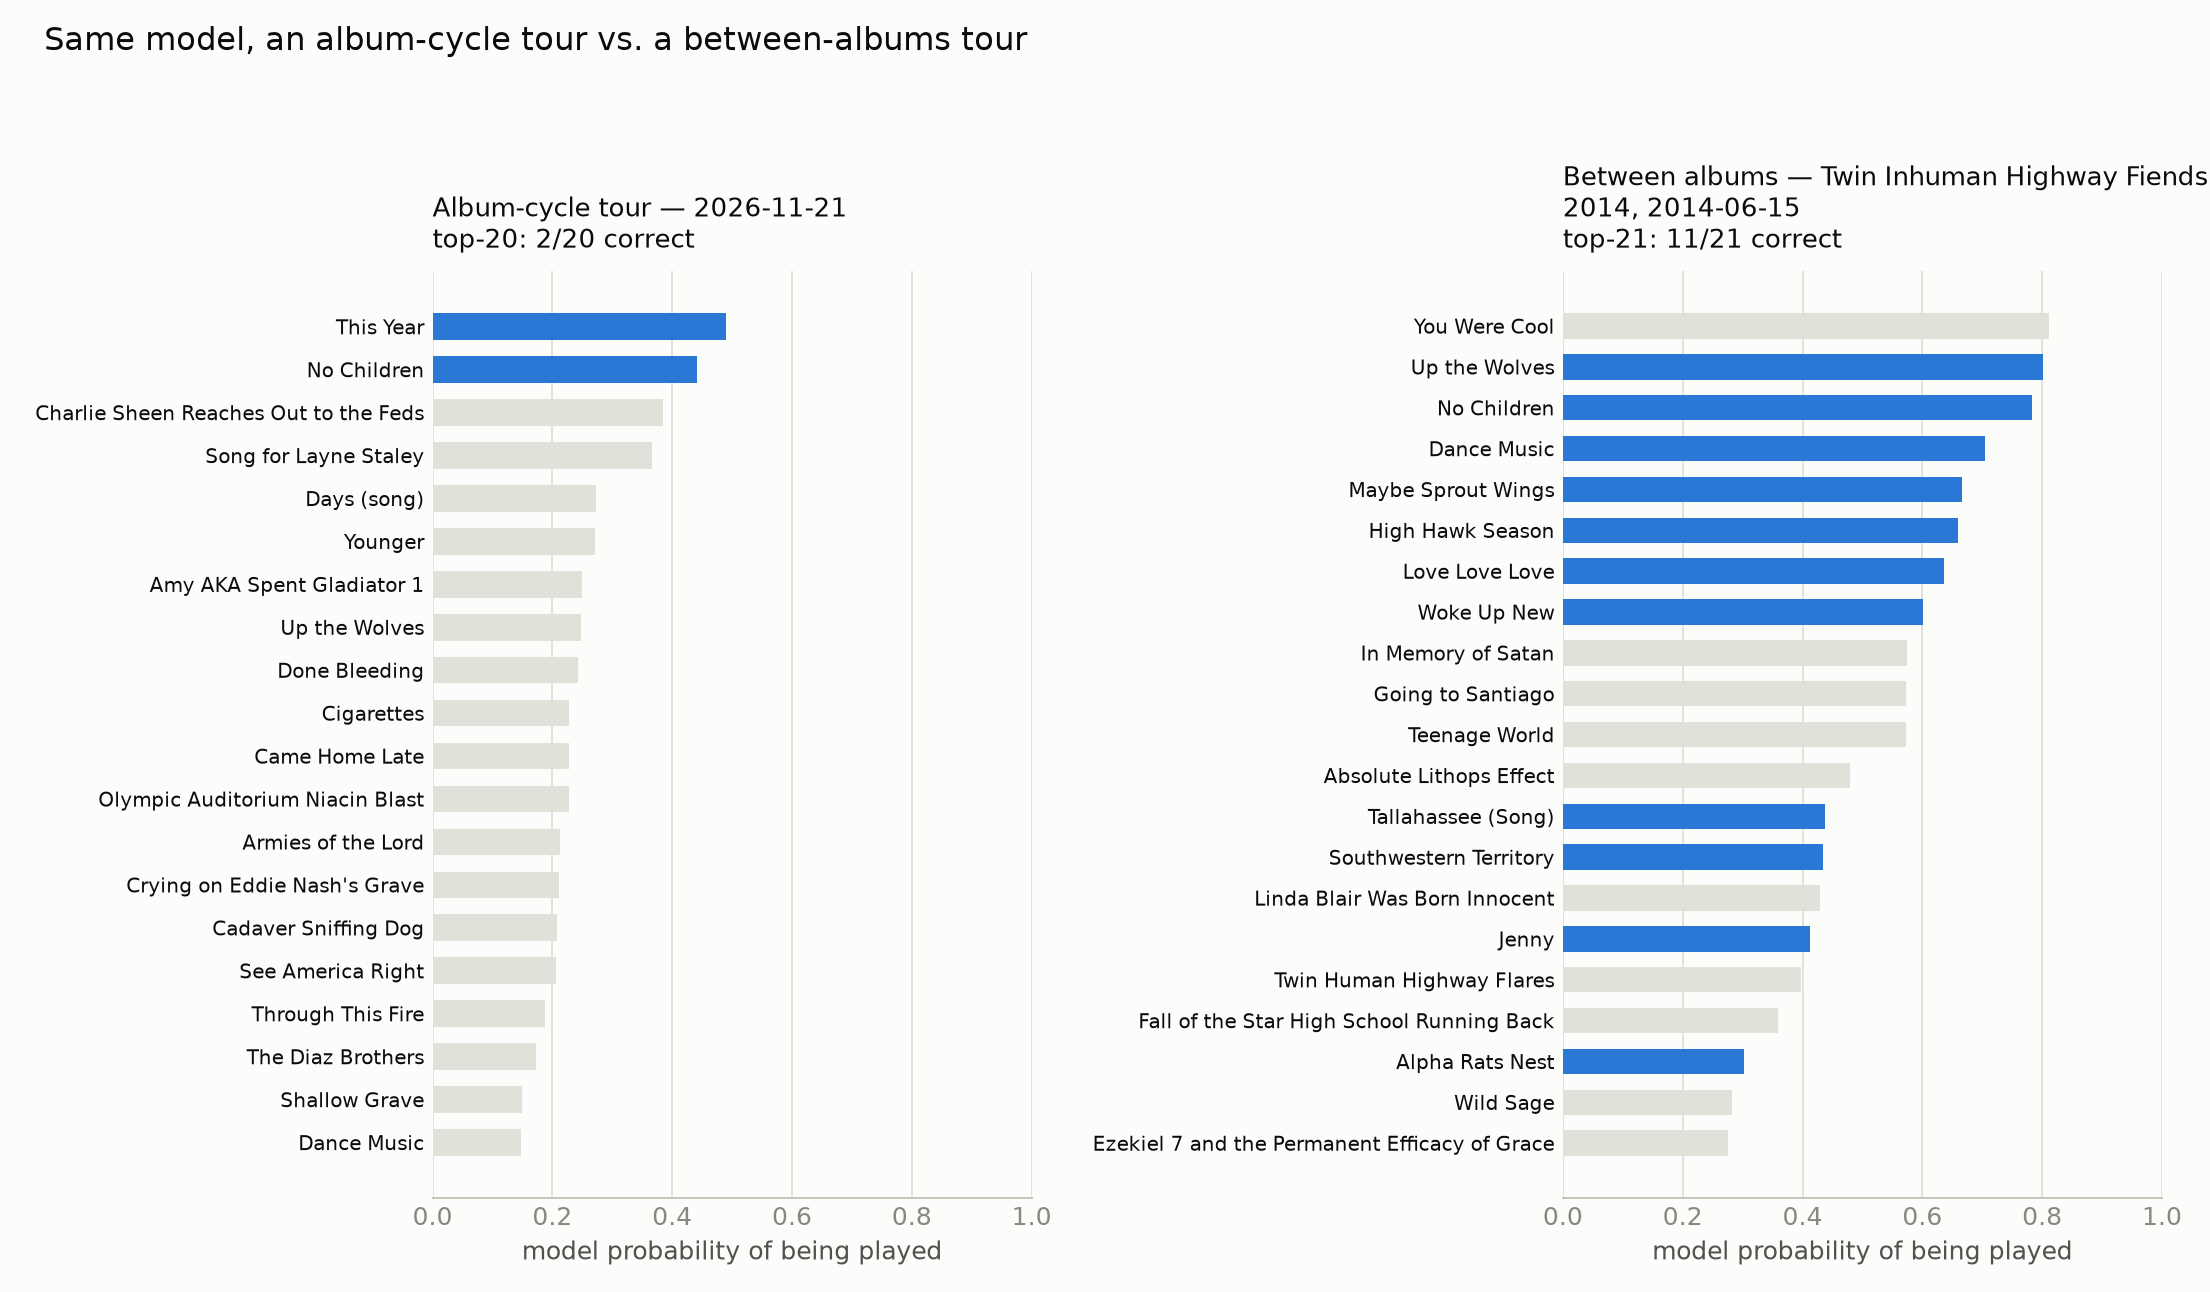 Same model, an album-cycle tour vs. a between-albums tour
Album-cycle tour — 2026-11-21
top-20: 2/20 correct
This Year
No Children
Charlie Sheen Reaches Out to the Feds
Song for Layne Staley
Days (song)
Younger
Amy AKA Spent Gladiator 1
Up the Wolves
Done Bleeding
Cigarettes
Came Home Late
Olympic Auditorium Niacin Blast
Armies of the Lord
Crying on Eddie Nash's Grave
Cadaver Sniffing Dog
See America Right
Through This Fire
The Diaz Brothers
Shallow Grave
Dance Music
0.0 0.2 0.4 0.6 0.8 1.0
model probability of being played
Between albums — Twin Inhuman Highway Fiends
2014, 2014-06-15
top-21: 11/21 correct
You Were Cool
Up the Wolves
No Children
Dance Music
Maybe Sprout Wings
High Hawk Season
Love Love Love
Woke Up New
In Memory of Satan
Going to Santiago
Teenage World
Absolute Lithops Effect
Tallahassee (Song)
Southwestern Territory
Linda Blair Was Born Innocent
Jenny
Twin Human Highway Flares
Fall of the Star High School Running Back
Alpha Rats Nest
Wild Sage
Ezekiel 7 and the Permanent Efficacy of Grace
0.0 0.2 0.4 0.6 0.8 1.0
model probability of being played